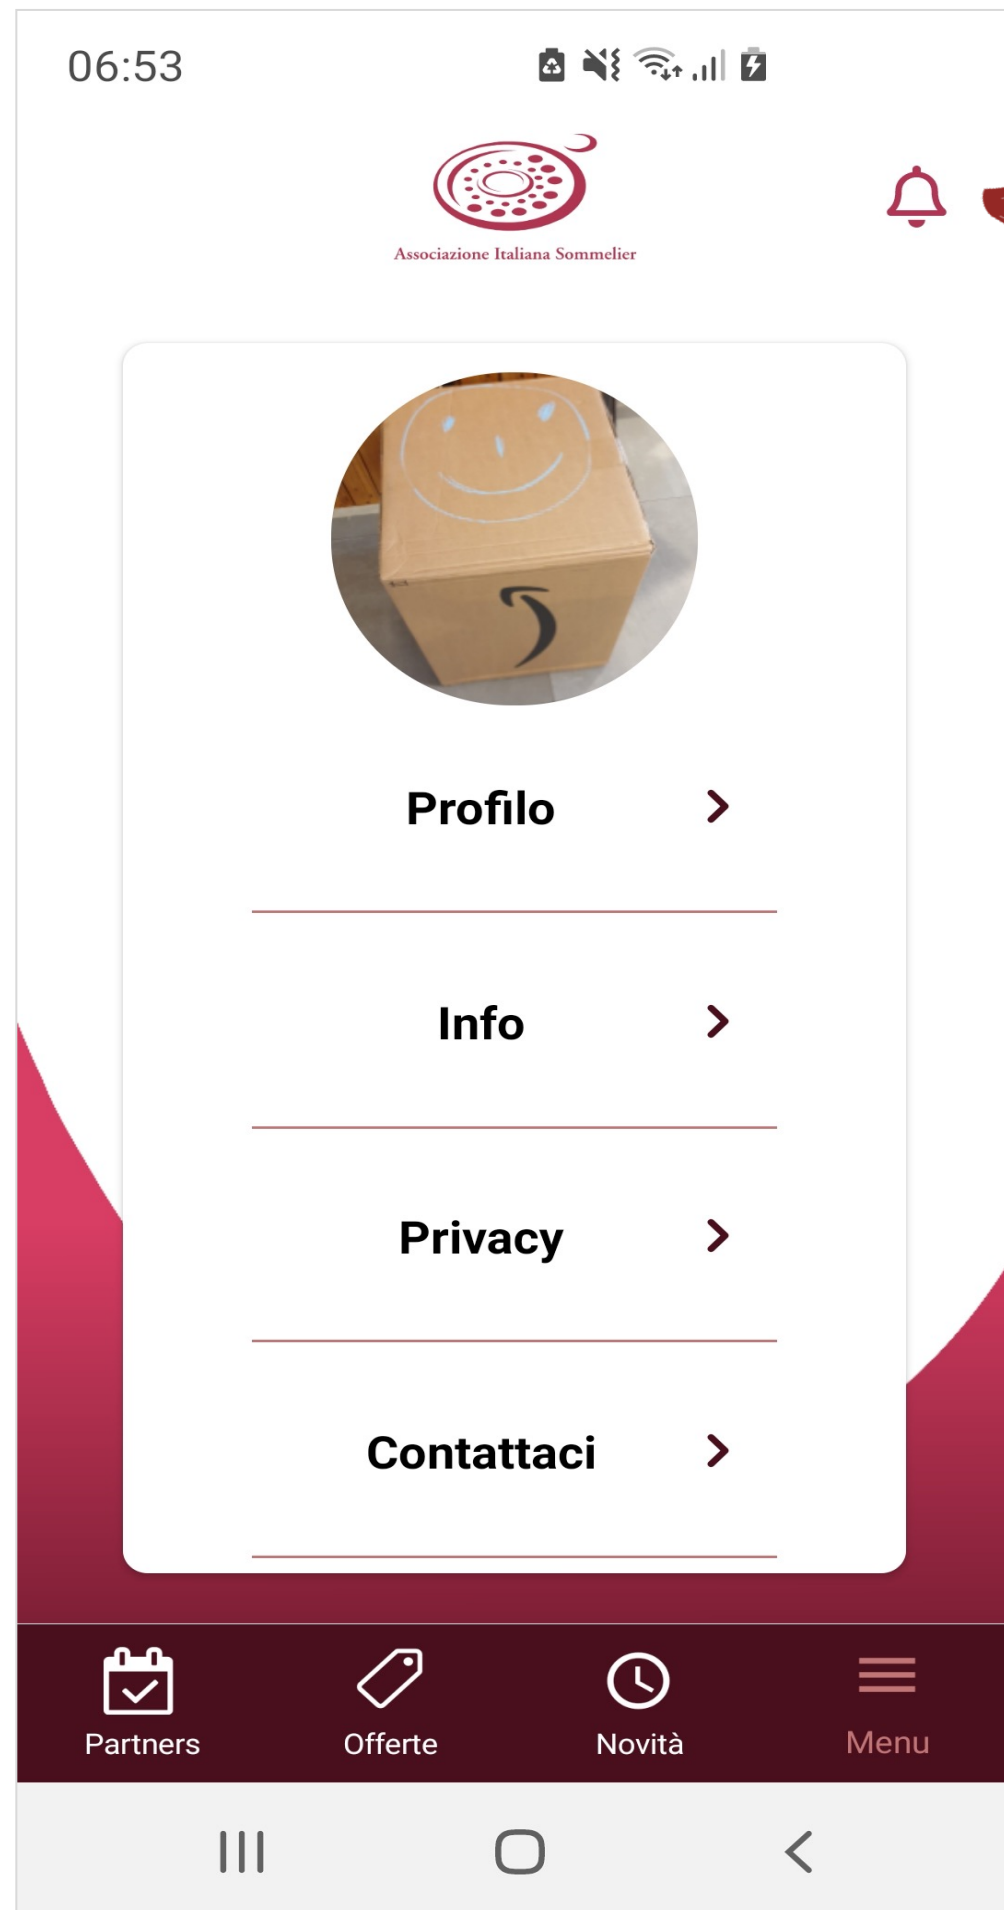 06:53
Associazione Italiana Sommelier
Profilo
Info
Privacy
Contattaci
Partners
Offerte
Novità
Menu